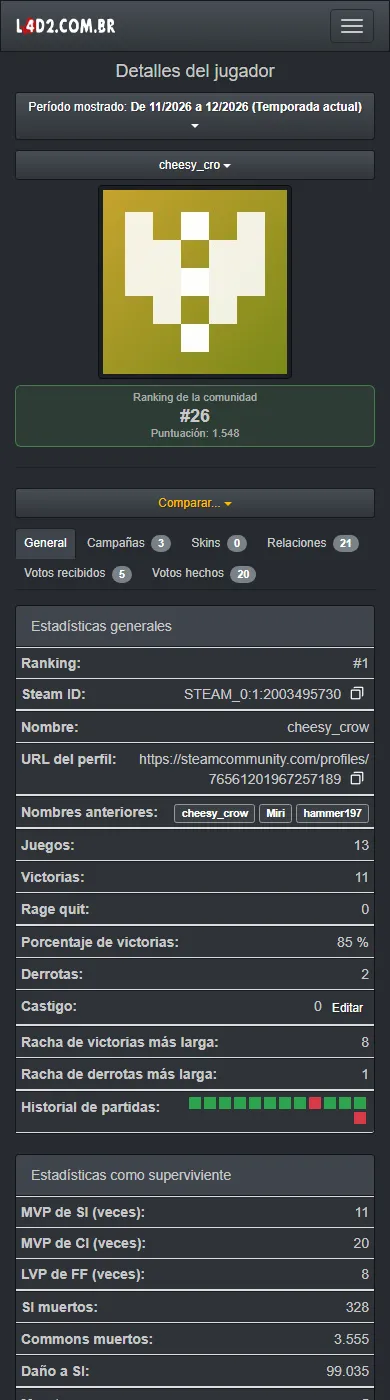 L4D2.COM.BR
Detalles del jugador
Período mostrado: De 11/2026 a 12/2026 (Temporada actual)
cheesy_cro
Ranking de la comunidad
#26
Puntuación: 1.548
Comparar...
General Campañas 3 Skins 0 Relaciones 21
Votos recibidos 5 Votos hechos 20
Estadísticas generales
Ranking: #1
Steam ID: STEAM_0:1:2003495730
Nombre: cheesy_crow
URL del perfil: https://steamcommunity.com/profiles/
76561201967257189
Nombres anteriores: cheesy_crow Miri hammer197
Juegos: 13
Victorias: 11
Rage quit: 0
Porcentaje de victorias: 85 %
Derrotas: 2
Castigo: 0 Editar
Racha de victorias más larga: 8
Racha de derrotas más larga: 1
Historial de partidas:
Estadísticas como superviviente
MVP de SI (veces): 11
MVP de CI (veces): 20
LVP de FF (veces): 8
SI muertos: 328
Commons muertos: 3.555
Daño a SI: 99.035